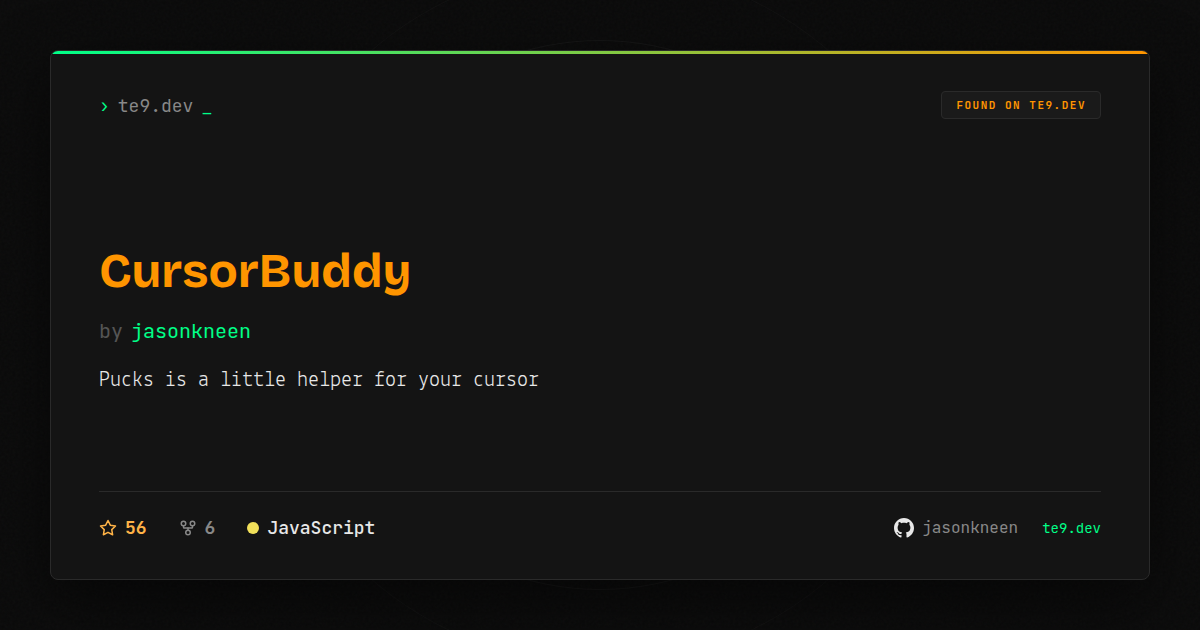 › te9.dev _
FOUND ON TE9.DEV
CursorBuddy
by jasonkneen
Pucks is a little helper for your cursor
56 6 JavaScript
jasonkneen te9.dev